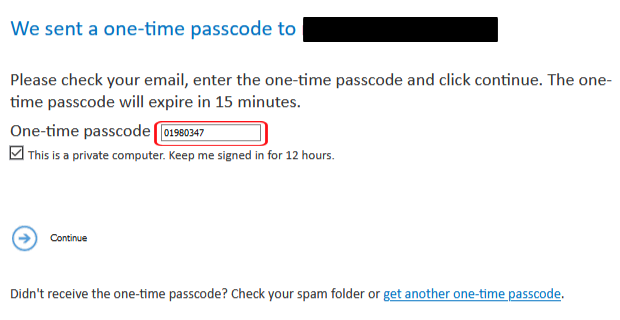 We sent a one-time passcode to
Please check your email, enter the one-time passcode and click continue. The one-
time passcode will expire in 15 minutes.
One-time passcode 01980347
This is a private computer. Keep me signed in for 12 hours.
Continue
Didn't receive the one-time passcode? Check your spam folder or get another one-time passcode.